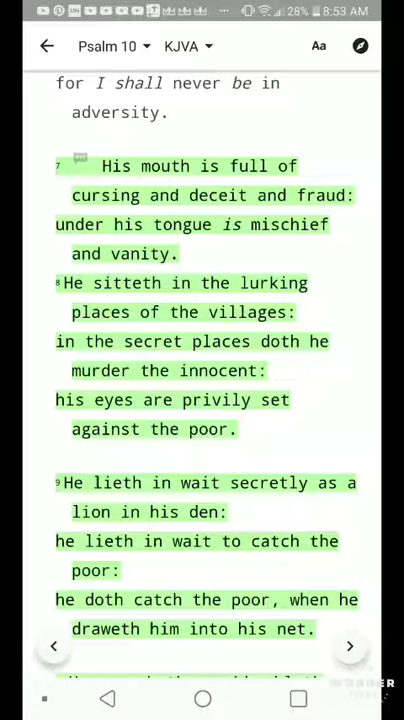 28% 8:53 AM
Psalm 10 KJVA Aa
for I shall never be in
adversity.
7 His mouth is full of
cursing and deceit and fraud:
under his tongue is mischief
and vanity.
8 He sitteth in the lurking
places of the villages:
in the secret places doth he
murder the innocent:
his eyes are privily set
against the poor.
9 He lieth in wait secretly as a
lion in his den:
he lieth in wait to catch the
poor:
he doth catch the poor, when he
draweth him into his net.